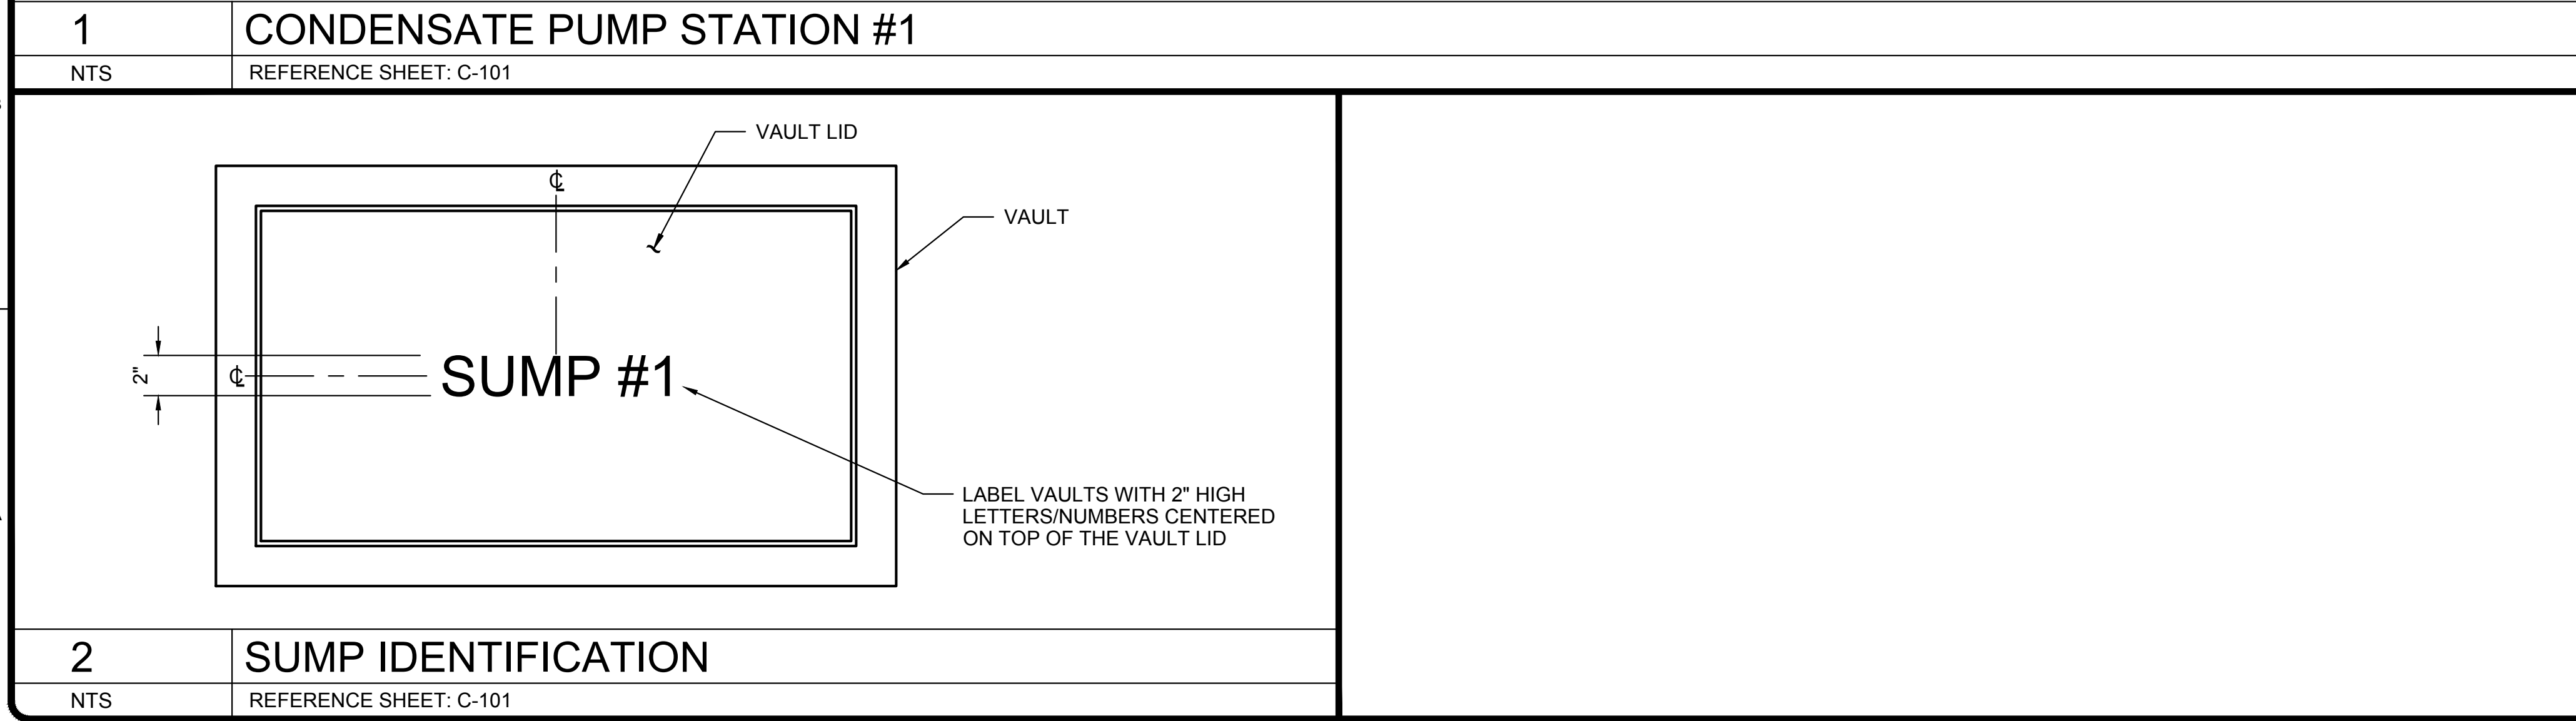 1
CONDENSATE PUMP STATION #1
NTS
REFERENCE SHEET: C-101
VAULT LID
℄
VAULT
2"
℄
SUMP #1
LABEL VAULTS WITH 2" HIGH
LETTERS/NUMBERS CENTERED
ON TOP OF THE VAULT LID
2
SUMP IDENTIFICATION
NTS
REFERENCE SHEET: C-101